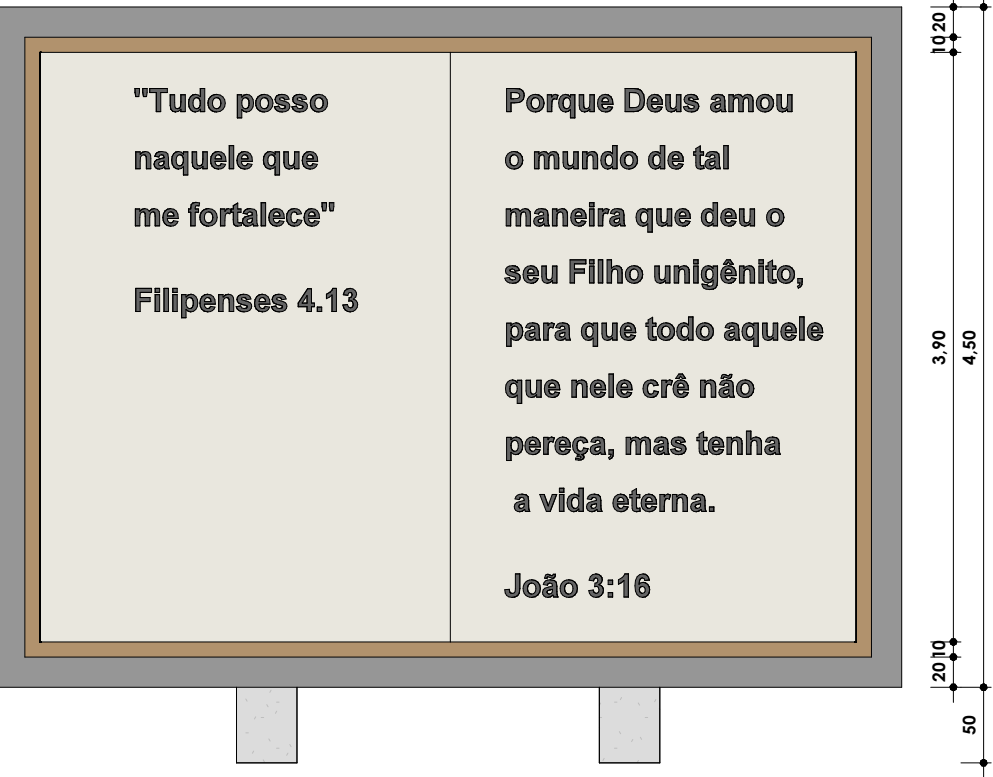 "Tudo posso
naquele que
me fortalece"
Filipenses 4.13
Porque Deus amou
o mundo de tal
maneira que deu o
seu Filho unigênito,
para que todo aquele
que nele crê não
pereça, mas tenha
a vida eterna.
João 3:16
20
10
3,90
4,50
10
20
50